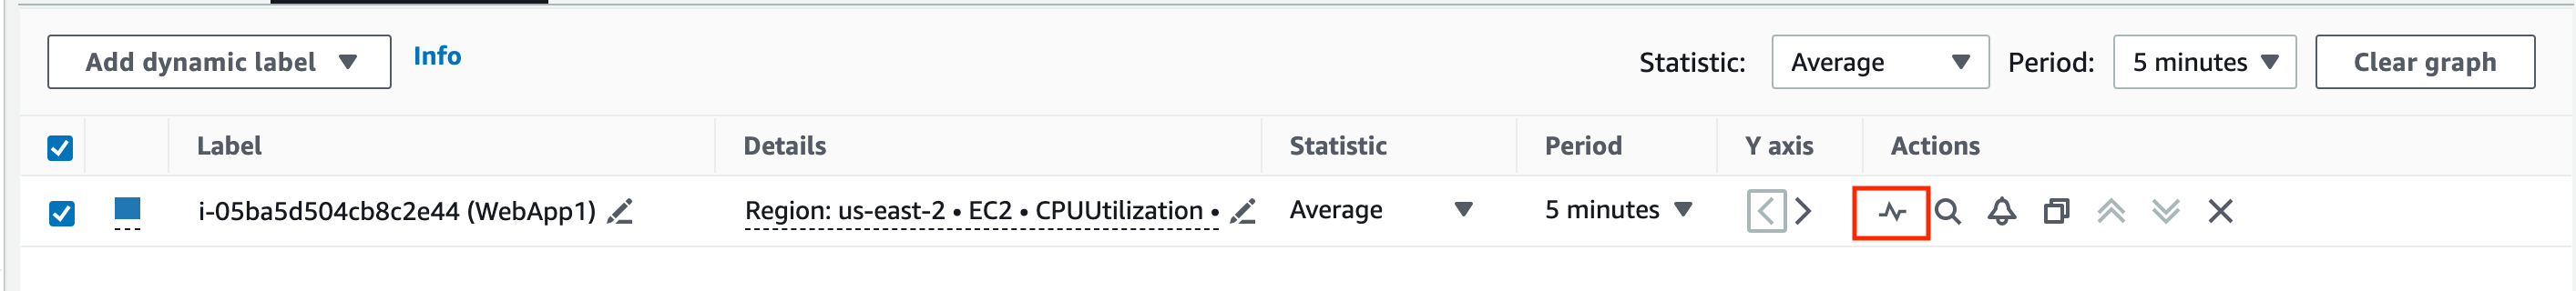 Add dynamic label Info Statistic: Average Period: 5 minutes Clear graph
Label Details Statistic Period Y axis Actions
i-05ba5d504cb8c2e44 (WebApp1) Region: us-east-2 • EC2 • CPUUtilization • Average 5 minutes